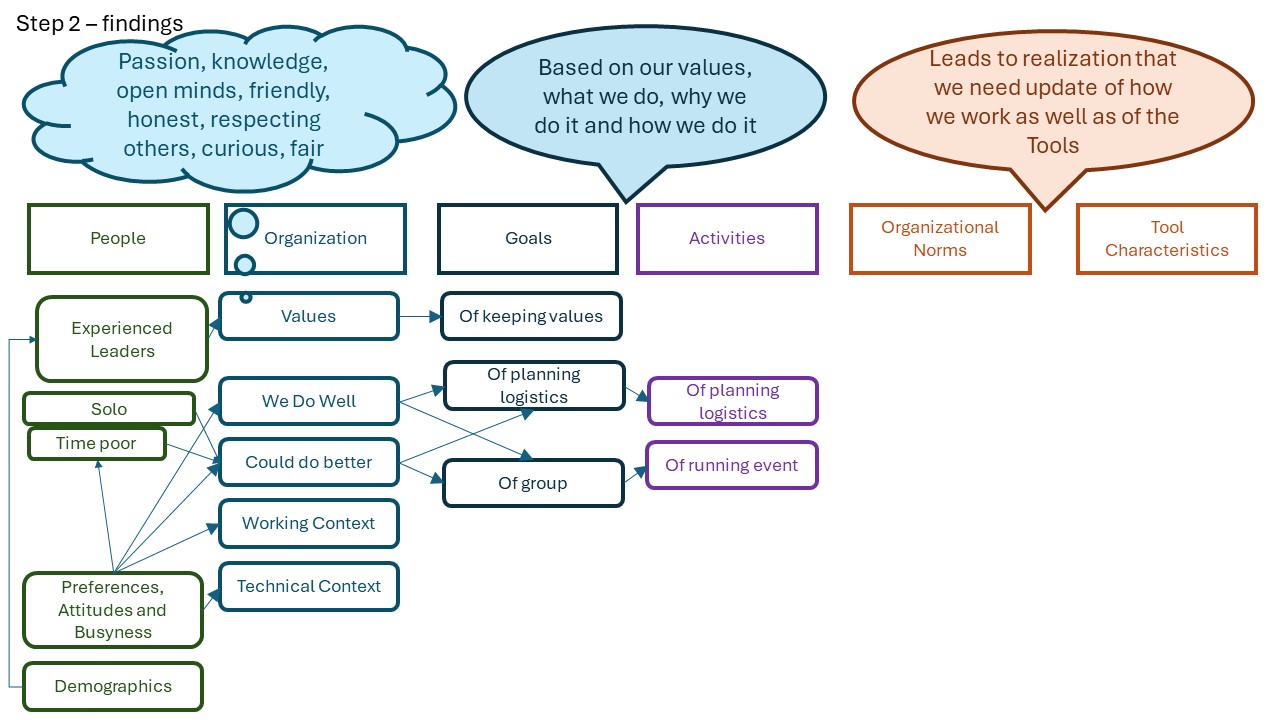 Step 2 – findings
Passion, knowledge,
open minds, friendly,
honest, respecting
others, curious, fair
Based on our values,
what we do, why we
do it and how we do it
Leads to realization that
we need update of how
we work as well as of the
Tools
People
Organization
Goals
Activities
Organizational
Norms
Tool
Characteristics
Experienced
Leaders
Values
Of keeping values
Solo
Time poor
We Do Well
Of planning
logistics
Of planning
logistics
Could do better
Of group
Of running event
Working Context
Technical Context
Preferences,
Attitudes and
Busyness
Demographics